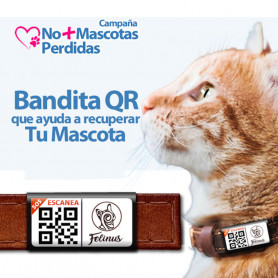 Campaña
No+Mascotas
Perdidas
Bandita QR
que ayuda a recuperar
Tu Mascota
ESCANEA
Felinus